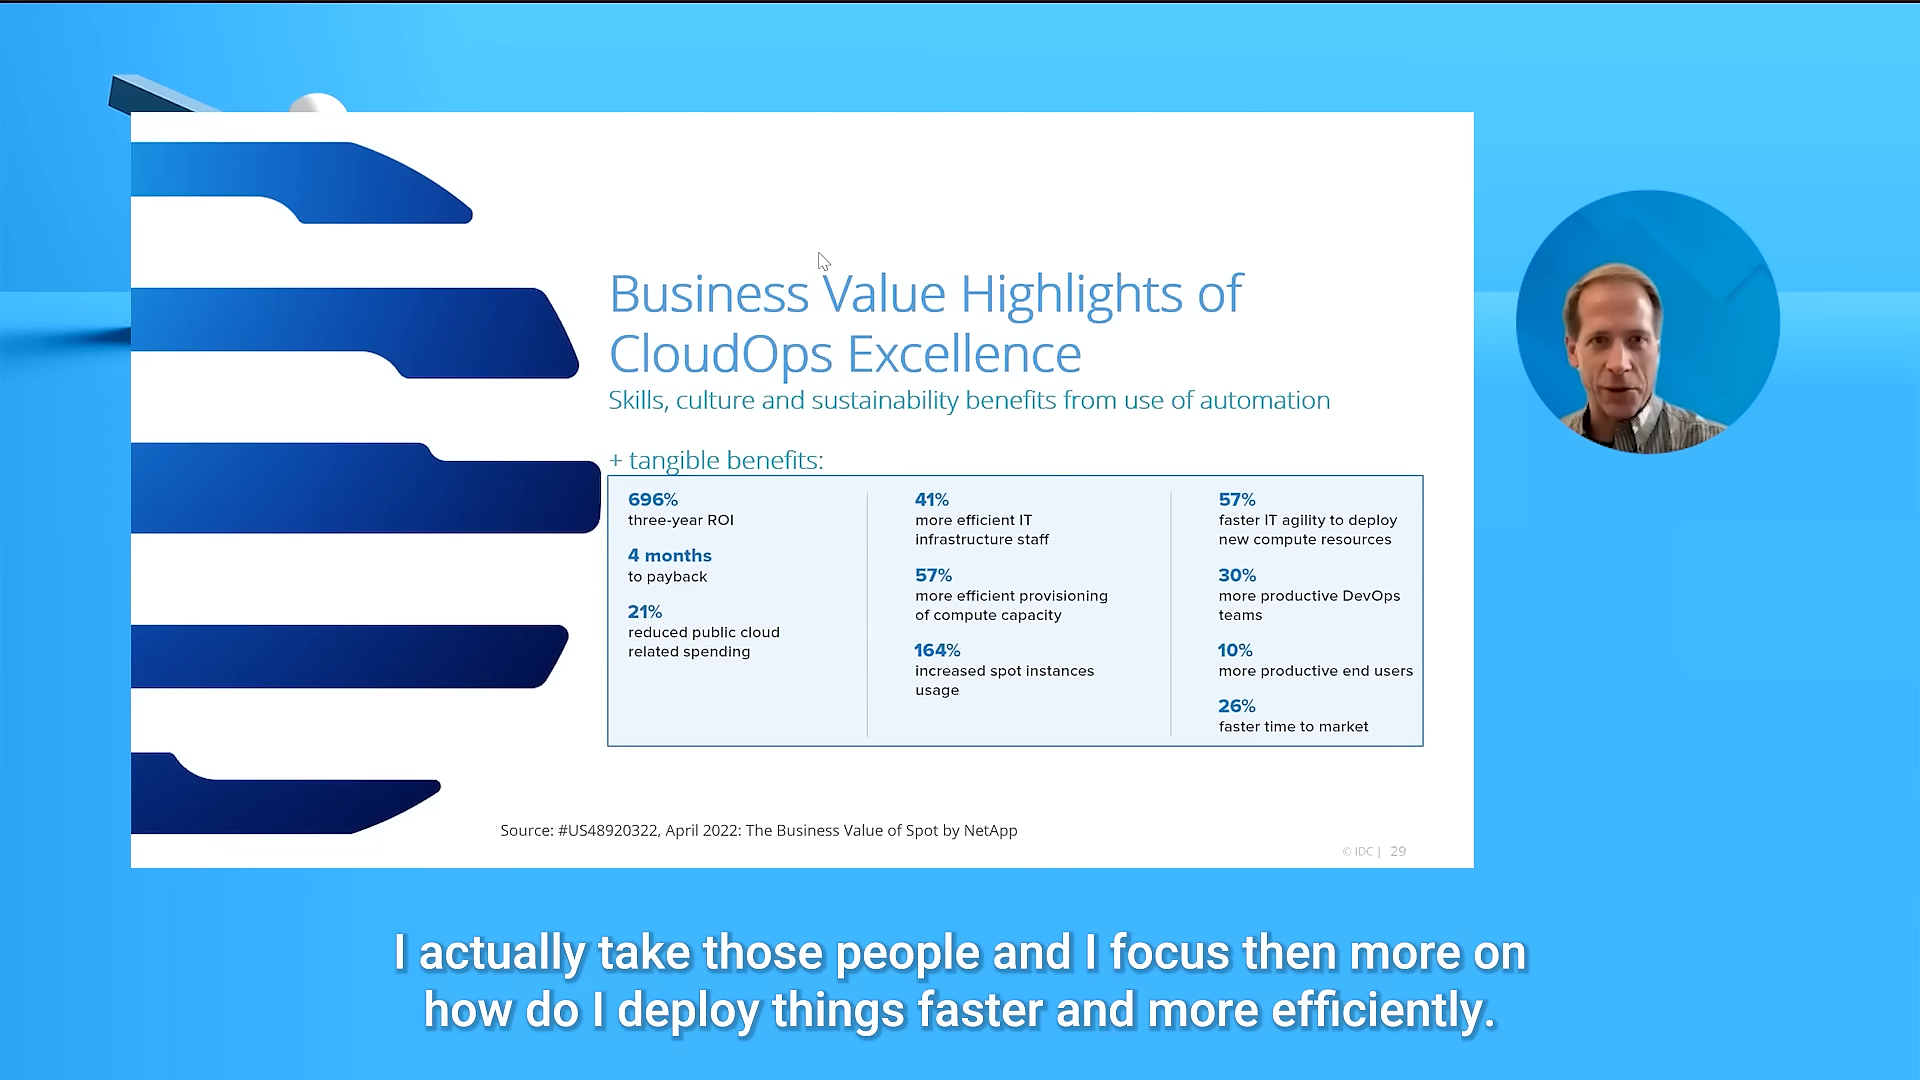 Business Value Highlights of
CloudOps Excellence
Skills, culture and sustainability benefits from use of automation
+ tangible benefits:
696%
three-year ROI
4 months
to payback
21%
reduced public cloud
related spending
41%
more efficient IT
infrastructure staff
57%
more efficient provisioning
of compute capacity
164%
increased spot instances
usage
57%
faster IT agility to deploy
new compute resources
30%
more productive DevOps
teams
10%
more productive end users
26%
faster time to market
Source: #US48920322, April 2022: The Business Value of Spot by NetApp
© IDC | 29
I actually take those people and I focus then more on
how do I deploy things faster and more efficiently.